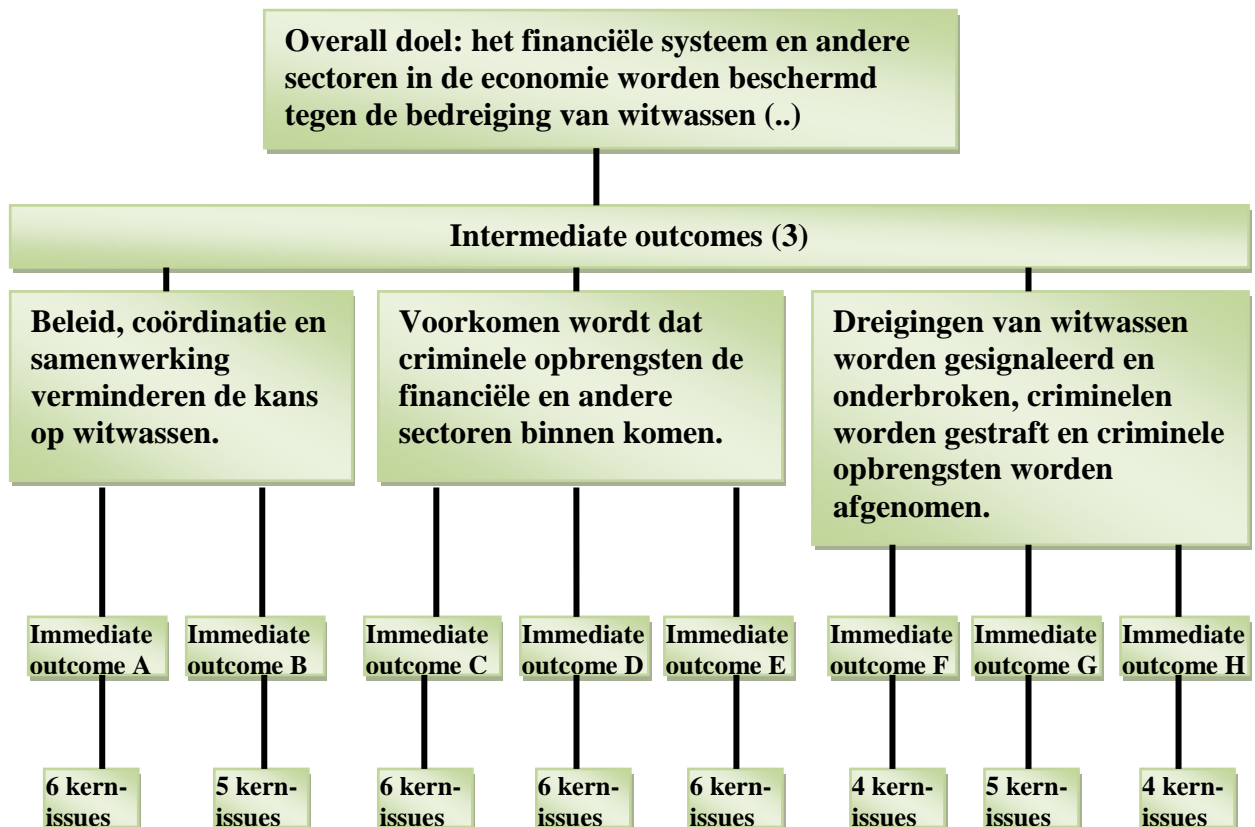 Overall doel: het financiële systeem en andere
sectoren in de economie worden beschermd
tegen de bedreiging van witwassen (..)
Intermediate outcomes (3)
Beleid, coördinatie en
samenwerking
verminderen de kans
op witwassen.
Voorkomen wordt dat
criminele opbrengsten de
financiële en andere
sectoren binnen komen.
Dreigingen van witwassen
worden gesignaleerd en
onderbroken, criminelen
worden gestraft en criminele
opbrengsten worden
afgenomen.
Immediate
outcome A
Immediate
outcome B
Immediate
outcome C
Immediate
outcome D
Immediate
outcome E
Immediate
outcome F
Immediate
outcome G
Immediate
outcome H
6 kern-
issues
5 kern-
issues
6 kern-
issues
6 kern-
issues
6 kern-
issues
4 kern-
issues
5 kern-
issues
4 kern-
issues